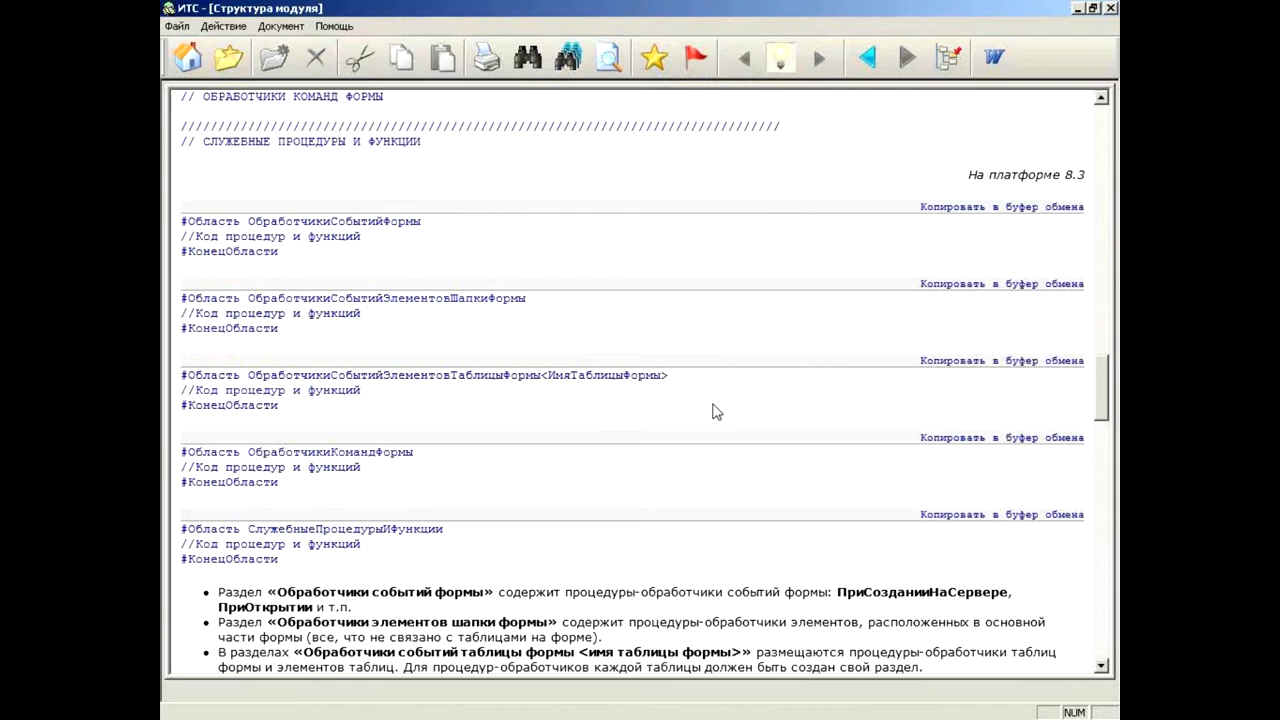 ИТС - [Структура модуля]
Файл Действие Документ Помощь
// ОБРАБОТЧИКИ КОМАНД ФОРМЫ
////////////////////////////////////////////////////////////////////////////////
// СЛУЖЕБНЫЕ ПРОЦЕДУРЫ И ФУНКЦИИ
На платформе 8.3
Копировать в буфер обмена
#Область ОбработчикиСобытийФормы
//Код процедур и функций
#КонецОбласти
Копировать в буфер обмена
#Область ОбработчикиСобытийЭлементовШапкиФормы
//Код процедур и функций
#КонецОбласти
Копировать в буфер обмена
#Область ОбработчикиСобытийЭлементовТаблицыФормы<ИмяТаблицыФормы>
//Код процедур и функций
#КонецОбласти
Копировать в буфер обмена
#Область ОбработчикиКомандФормы
//Код процедур и функций
#КонецОбласти
Копировать в буфер обмена
#Область СлужебныеПроцедурыИФункции
//Код процедур и функций
#КонецОбласти
• Раздел «Обработчики событий формы» содержит процедуры-обработчики событий формы: ПриСозданииНаСервере,
ПриОткрытии и т.п.
• Раздел «Обработчики элементов шапки формы» содержит процедуры-обработчики элементов, расположенных в основной
части формы (все, что не связано с таблицами на форме).
• В разделах «Обработчики событий таблицы формы <имя таблицы формы>» размещаются процедуры-обработчики таблиц
формы и элементов таблиц. Для процедур-обработчиков каждой таблицы должен быть создан свой раздел.
NUM